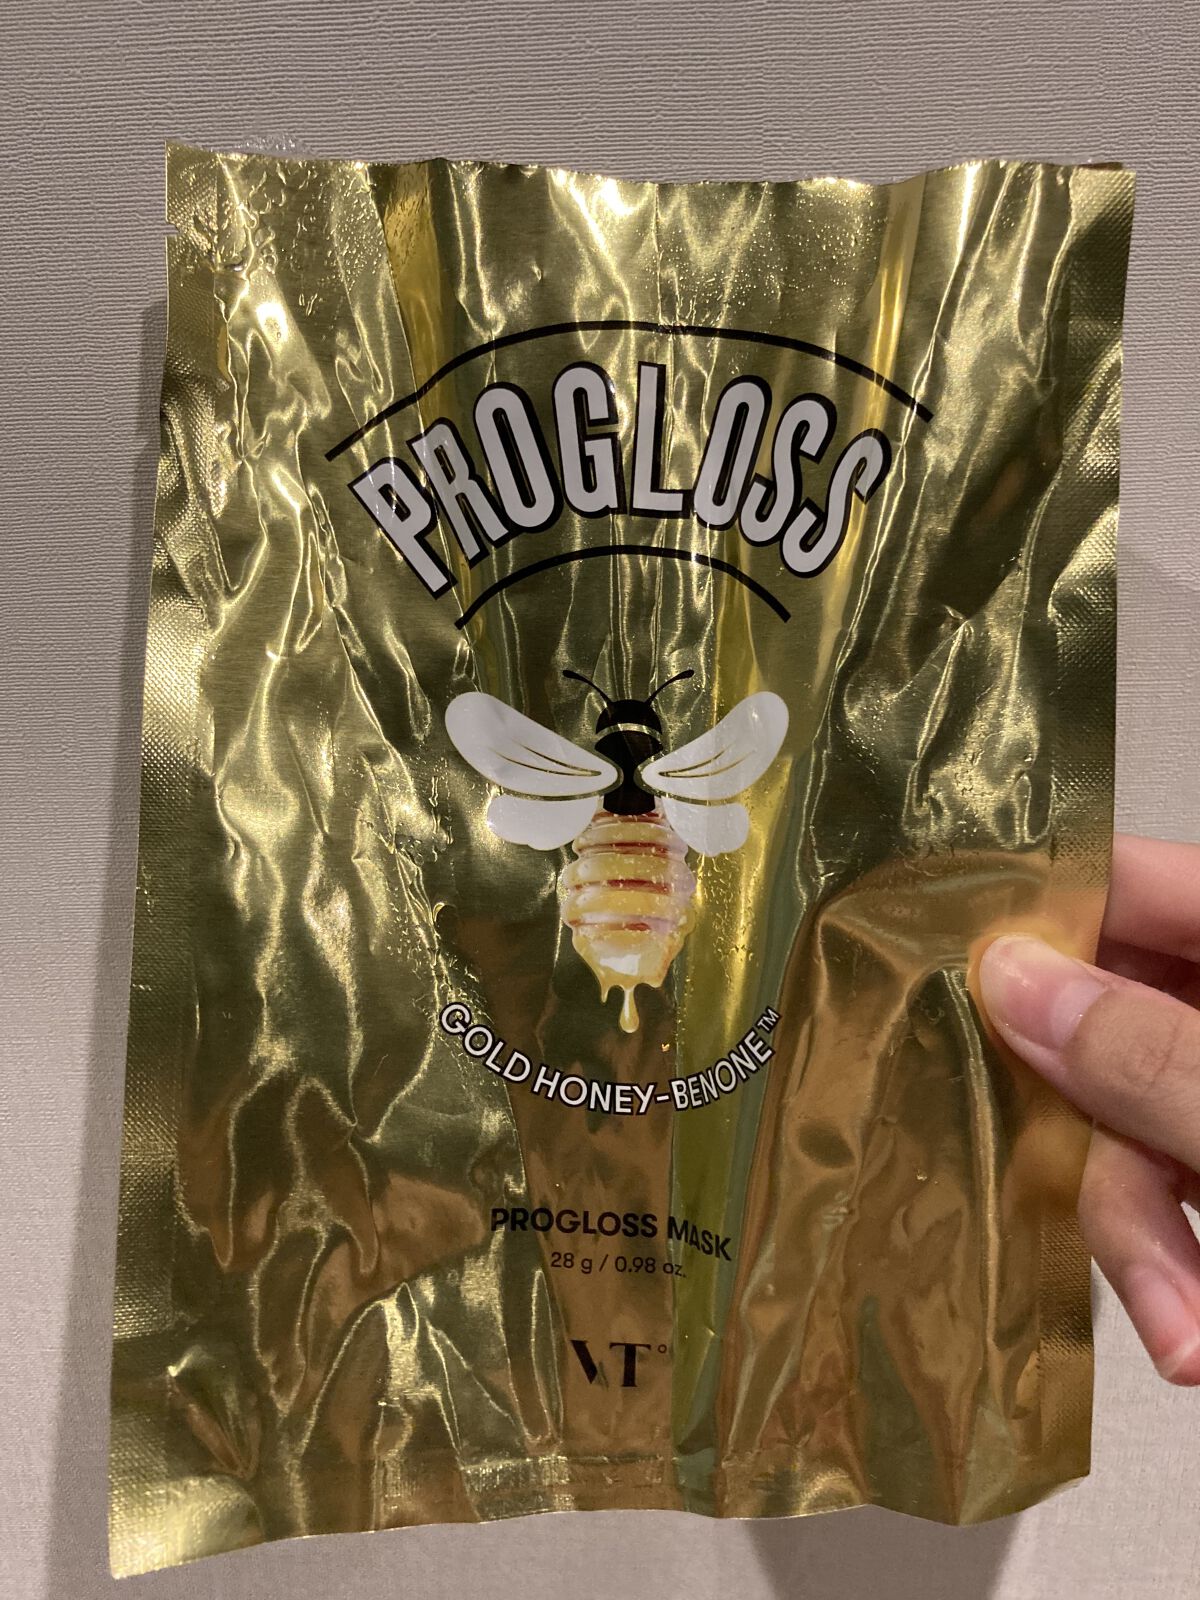 PROGLOSS
GOLD HONEY-BENONE™
PROGLOSS MASK
28 g / 0.98 oz.
VT°